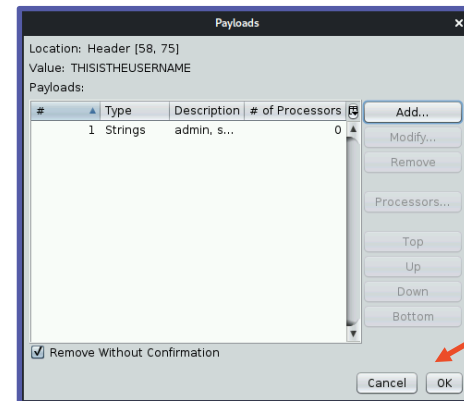 Payloads ×
Location: Header [58, 75]
Value: THISISTHEUSERNAME
Payloads:
# Type Description # of Processors
1 Strings admin, s... 0
Add...
Modify...
Remove
Processors...
Top
Up
Down
Bottom
Remove Without Confirmation
Cancel OK